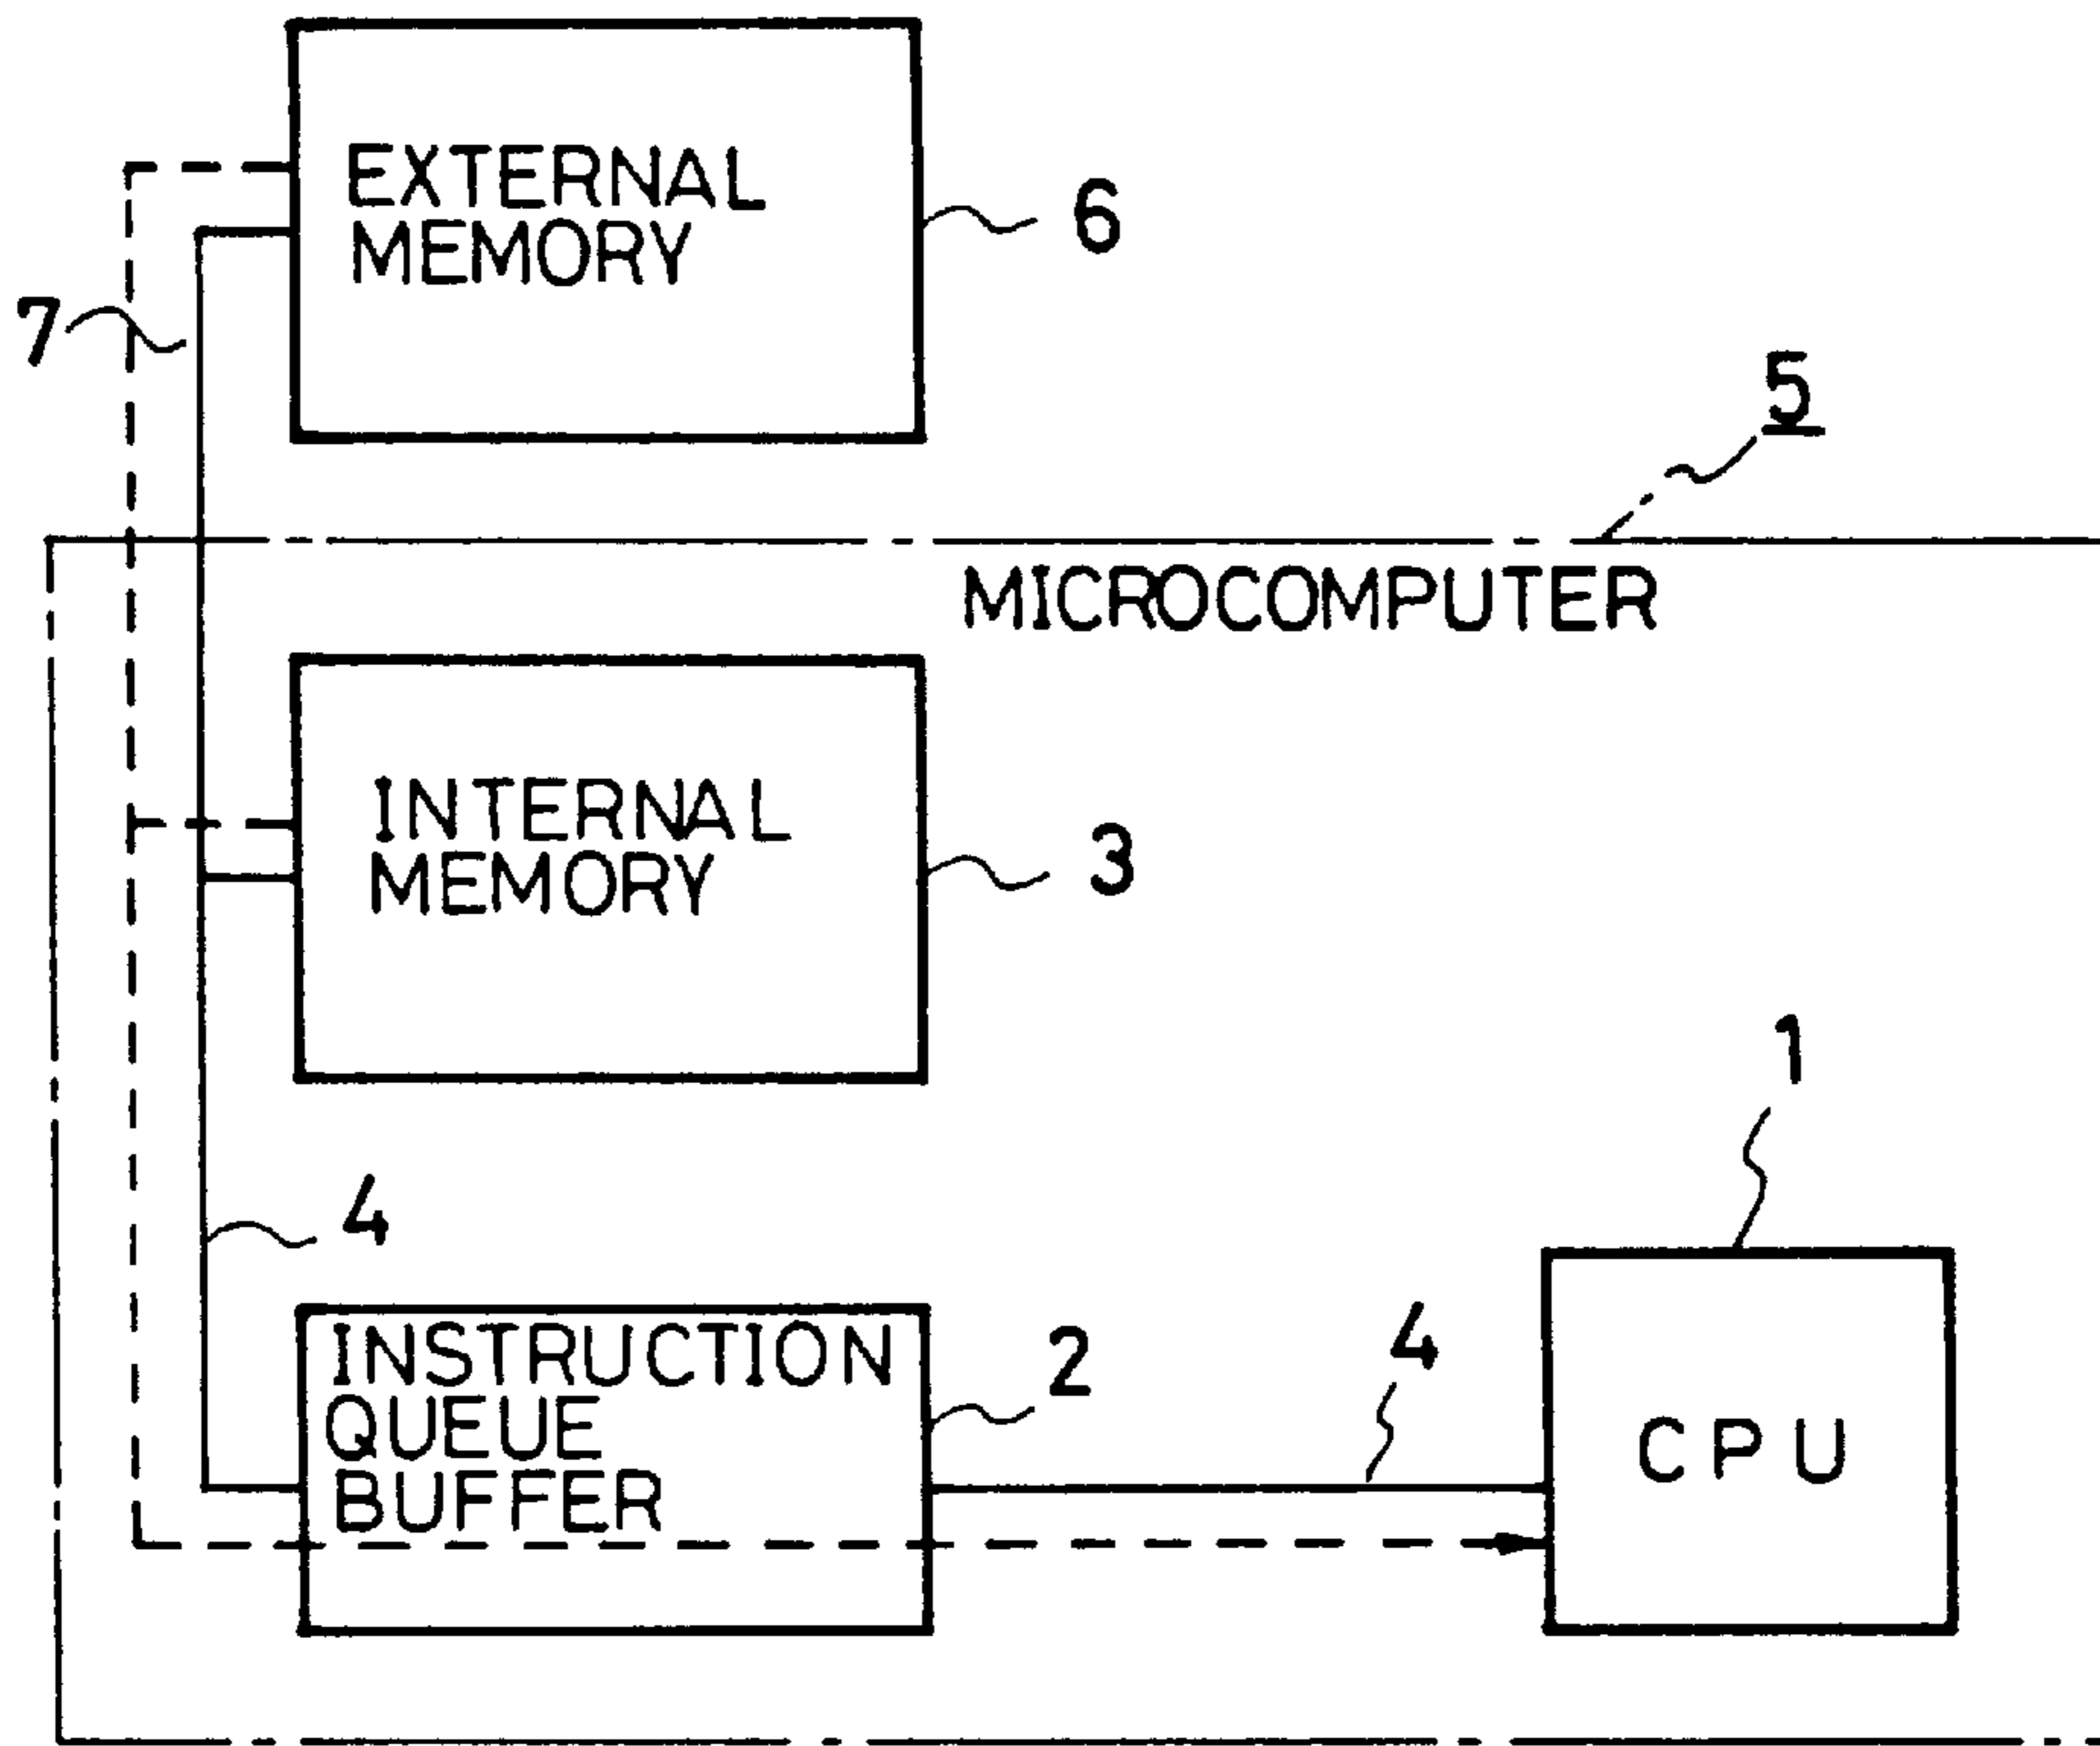 EXTERNAL
MEMORY
6
7
5
MICROCOMPUTER
INTERNAL
MEMORY
3
1
4
INSTRUCTION
QUEUE
BUFFER
2
4
CPU